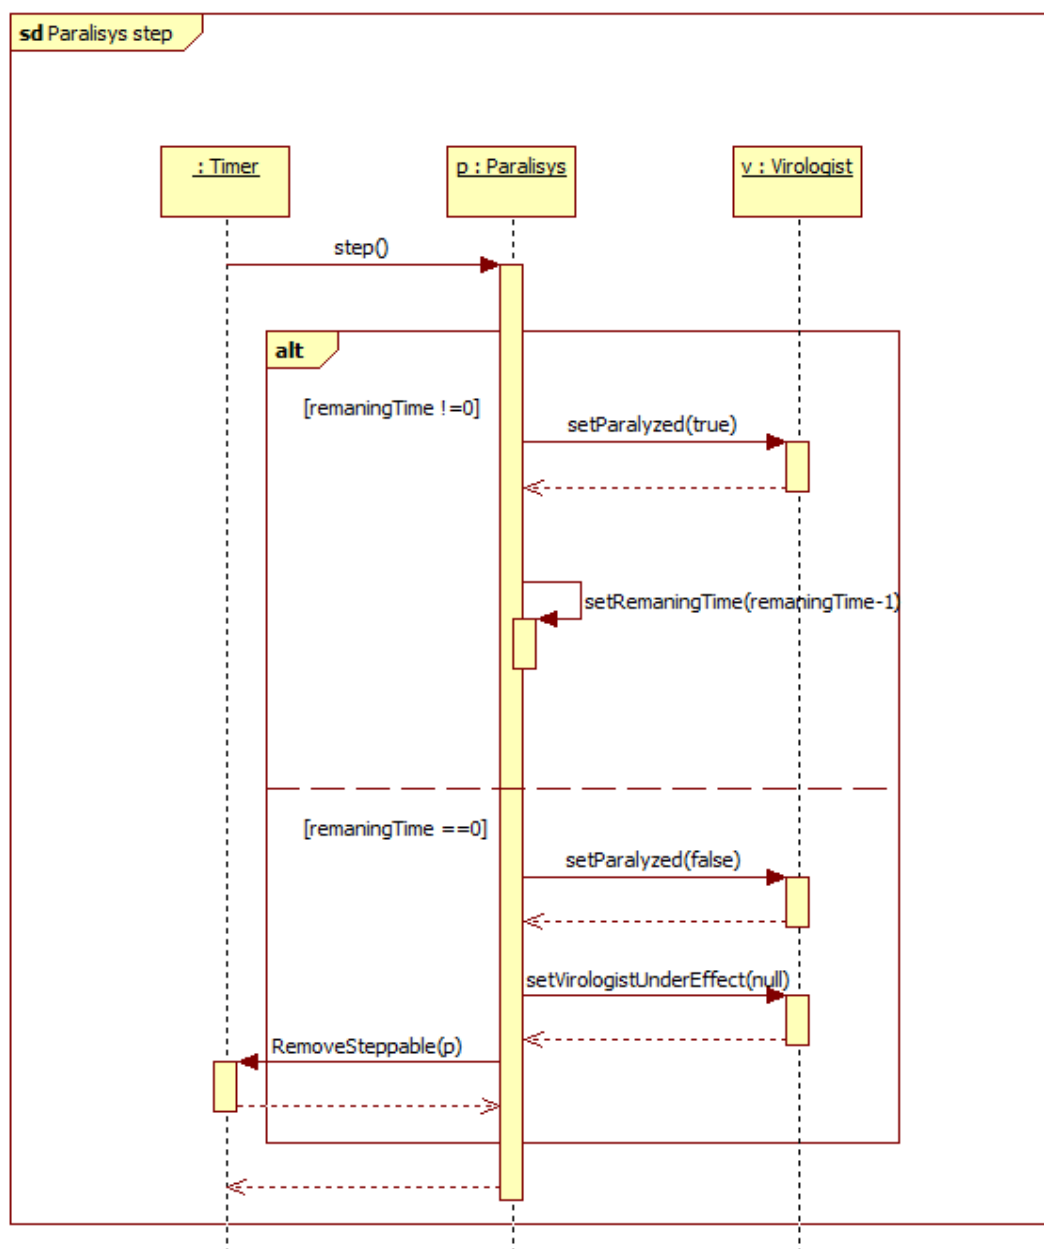 sd Paralisys step
: Timer
p : Paralisys
v : Virologist
step()
alt
[remaningTime !=0]
setParalyzed(true)
setRemaningTime(remaningTime-1)
[remaningTime ==0]
setParalyzed(false)
setVirologistUnderEffect(null)
RemoveSteppable(p)